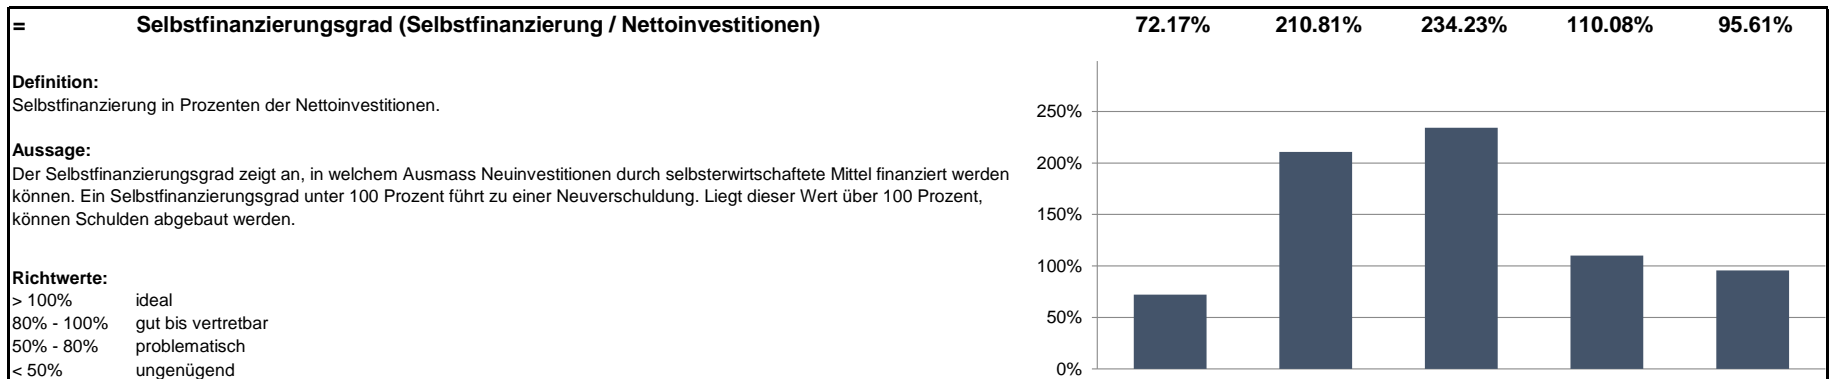 = Selbstfinanzierungsgrad (Selbstfinanzierung / Nettoinvestitionen) 72.17% 210.81% 234.23% 110.08% 95.61%
Definition:
Selbstfinanzierung in Prozenten der Nettoinvestitionen.
Aussage:
Der Selbstfinanzierungsgrad zeigt an, in welchem Ausmass Neuinvestitionen durch selbsterwirtschaftete Mittel finanziert werden
können. Ein Selbstfinanzierungsgrad unter 100 Prozent führt zu einer Neuverschuldung. Liegt dieser Wert über 100 Prozent,
können Schulden abgebaut werden.
Richtwerte:
> 100% ideal
80% - 100% gut bis vertretbar
50% - 80% problematisch
< 50% ungenügend
250%
200%
150%
100%
50%
0%